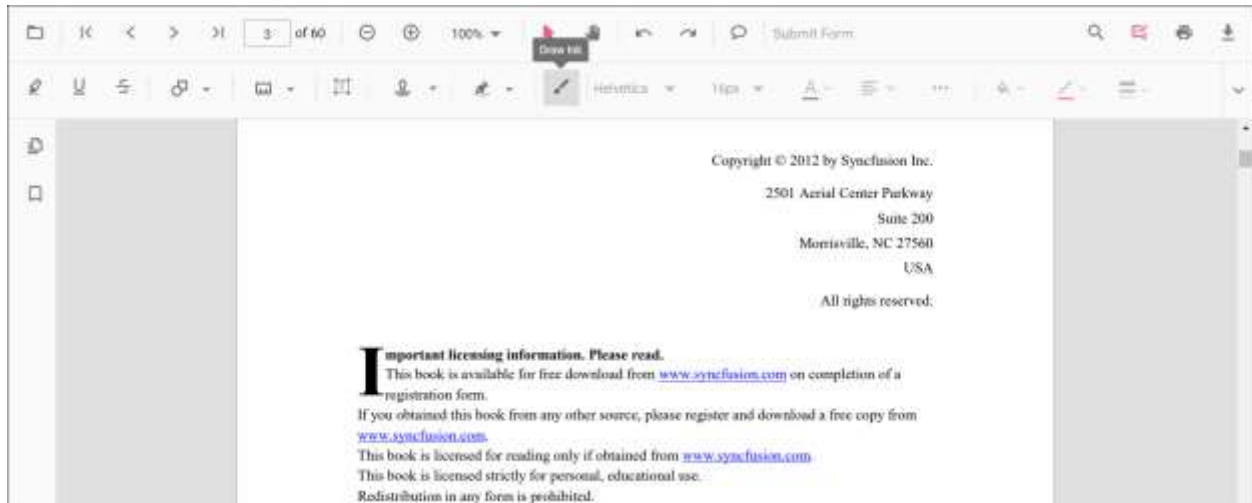 3 of 60 100% Submit Form
Draw Ink
Helvetica 16px A
Copyright © 2012 by Syncfusion Inc.
2501 Aerial Center Parkway
Suite 200
Morrisville, NC 27560
USA
All rights reserved.
Important licensing information. Please read.
This book is available for free download from www.syncfusion.com on completion of a
registration form.
If you obtained this book from any other source, please register and download a free copy from
www.syncfusion.com.
This book is licensed for reading only if obtained from www.syncfusion.com.
This book is licensed strictly for personal, educational use.
Redistribution in any form is prohibited.